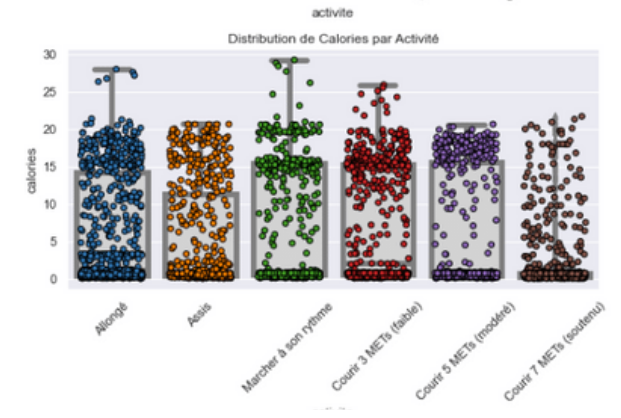 activite
Distribution de Calories par Activité
calories
30
25
20
15
10
5
0
Allongé
Assis
Marcher à son rythme
Courir 3 METs (faible)
Courir 5 METs (modéré)
Courir 7 METs (soutenu)